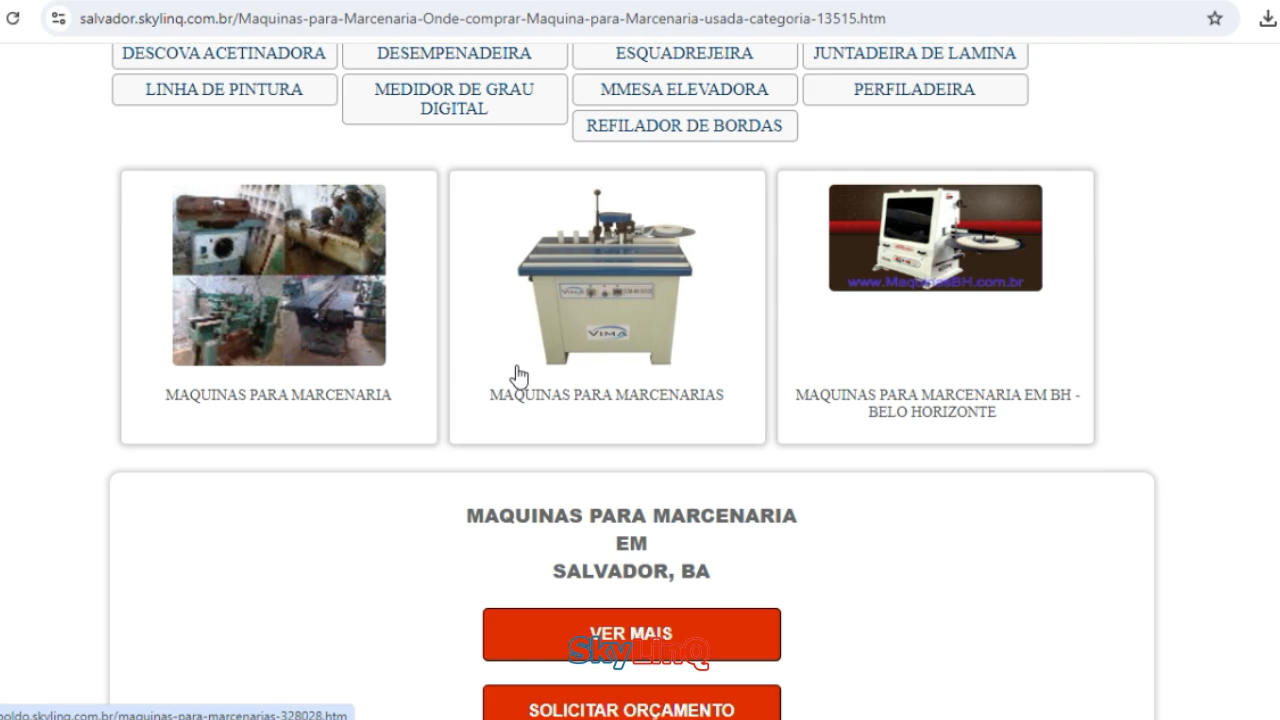 salvador.skylinq.com.br/Maquinas-para-Marcenaria-Onde-comprar-Maquina-para-Marcenaria-usada-categoria-13515.htm
DESCOVA ACETINADORA
DESEMPENADEIRA
ESQUADREJEIRA
JUNTADEIRA DE LAMINA
LINHA DE PINTURA
MEDIDOR DE GRAU
DIGITAL
MMESA ELEVADORA
PERFILADEIRA
REFILADOR DE BORDAS
VIMA
VIMA
www.MaquinasBH.com.br
MAQUINAS PARA MARCENARIA
MAQUINAS PARA MARCENARIAS
MAQUINAS PARA MARCENARIA EM BH -
BELO HORIZONTE
MAQUINAS PARA MARCENARIA
EM
SALVADOR, BA
VER MAIS
SkyLinQ
SOLICITAR ORÇAMENTO
poldo.skylinq.com.br/maquinas-para-marcenarias-328028.htm